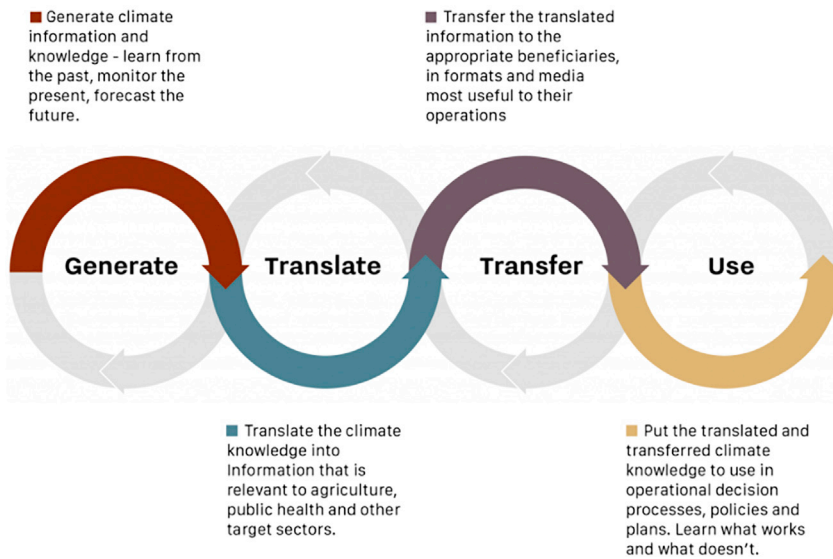 Generate climate
information and
knowledge - learn from
the past, monitor the
present, forecast the
future.
Transfer the translated
information to the
appropriate beneficiaries,
in formats and media
most useful to their
operations
Generate
Translate
Transfer
Use
Translate the climate
knowledge into
Information that is
relevant to agriculture,
public health and other
target sectors.
Put the translated and
transferred climate
knowledge to use in
operational decision
processes, policies and
plans. Learn what works
and what doesn't.